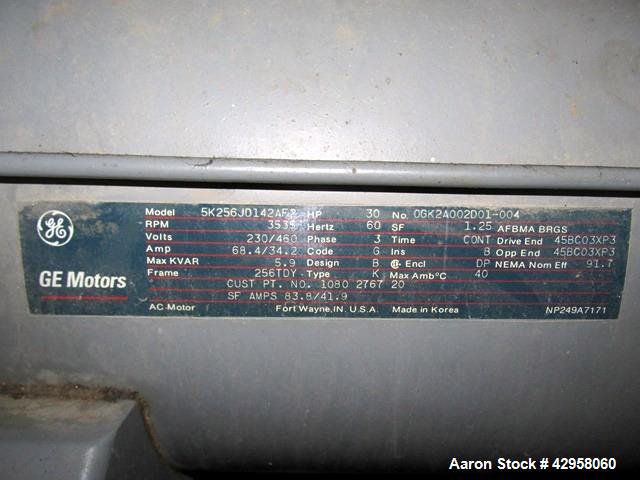 Model 5K256JD142AF2 HP 30 No. 0GK2A002D01-004
RPM 3535 Hertz 60 SF 1.25 AFBMA BRGS
Volts 230/460 Phase 3 Time CONT Drive End 45BC03XP3
Amp 68.4/34.2 Code G Ins B Opp End 45BC03XP3
Max KVAR 5.9 Design B Encl DP NEMA Nom Eff 91.7
Frame 256TDY Type K Max Amb°C 40
GE Motors
CUST PT. NO. 1080 2767 20
SF AMPS 83.8/41.9
AC-Motor Fort Wayne, IN. U.S.A. Made in Korea NP249A7171
Aaron Stock # 42958060